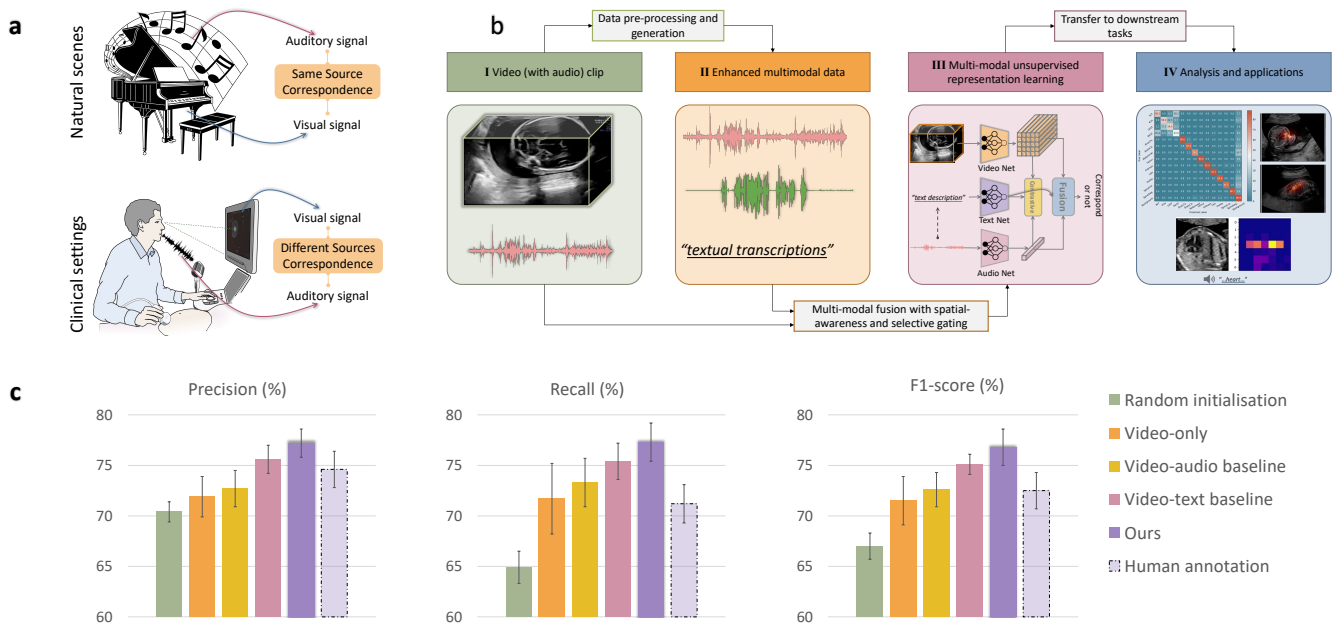 a
Natural scenes
Auditory signal
Same Source
Correspondence
Visual signal
Clinical settings
Visual signal
Different Sources
Correspondence
Auditory signal
b
Data pre-processing and
generation
Transfer to downstream
tasks
I Video (with audio) clip
II Enhanced multimodal data
III Multi-modal unsupervised
representation learning
IV Analysis and applications
"textual transcriptions"
Video Net
"text description"
Text Net
Audio Net
Contrastive
Fusion
Correspond
or not
"...heart..."
Multi-modal fusion with spatial-
awareness and selective gating
c
Precision (%)
80
75
70
65
60
Recall (%)
80
75
70
65
60
F1-score (%)
80
75
70
65
60
Random initialisation
Video-only
Video-audio baseline
Video-text baseline
Ours
Human annotation